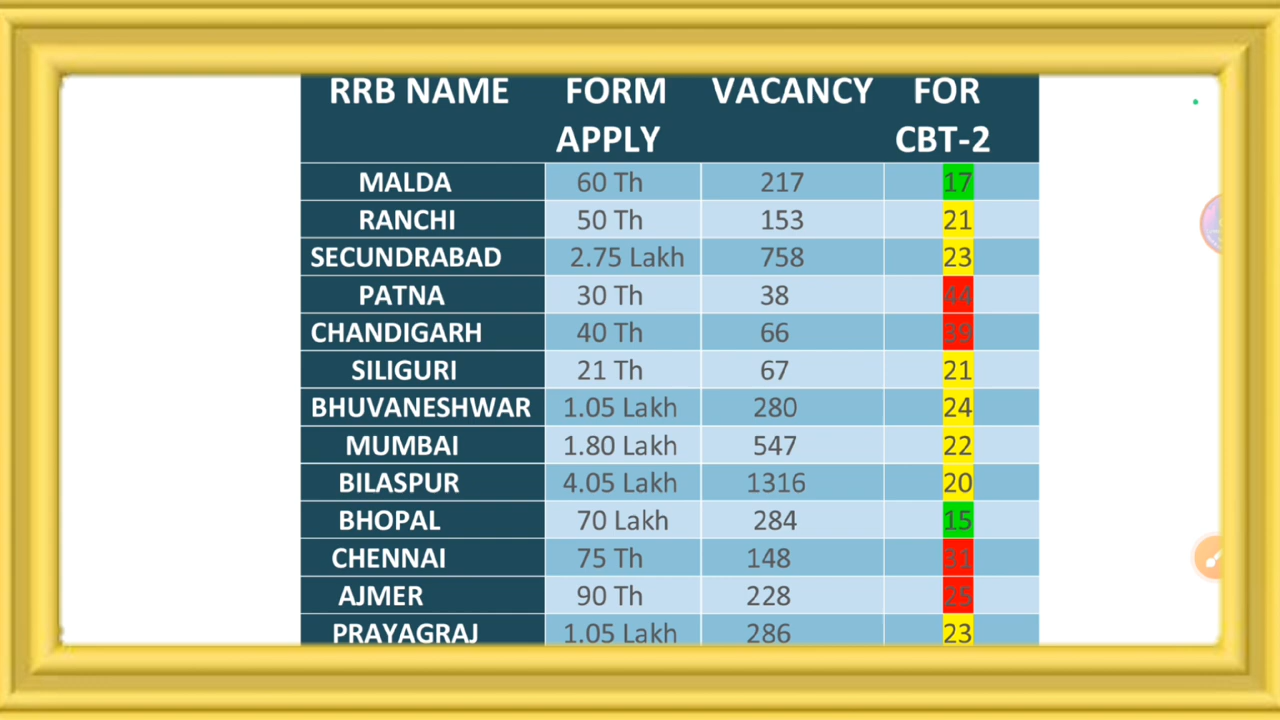 RRB NAME FORM APPLY VACANCY FOR CBT-2
MALDA 60 Th 217 17
RANCHI 50 Th 153 21
SECUNDRABAD 2.75 Lakh 758 23
PATNA 30 Th 38 44
CHANDIGARH 40 Th 66 39
SILIGURI 21 Th 67 21
BHUVANESHWAR 1.05 Lakh 280 24
MUMBAI 1.80 Lakh 547 22
BILASPUR 4.05 Lakh 1316 20
BHOPAL 70 Lakh 284 15
CHENNAI 75 Th 148 31
AJMER 90 Th 228 25
PRAYAGRAJ 1.05 Lakh 286 23